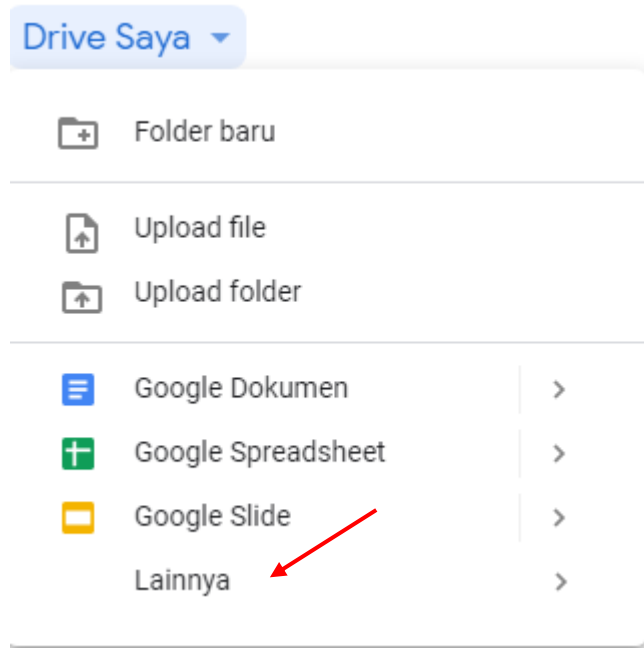 Drive Saya
Folder baru
Upload file
Upload folder
Google Dokumen
Google Spreadsheet
Google Slide
Lainnya